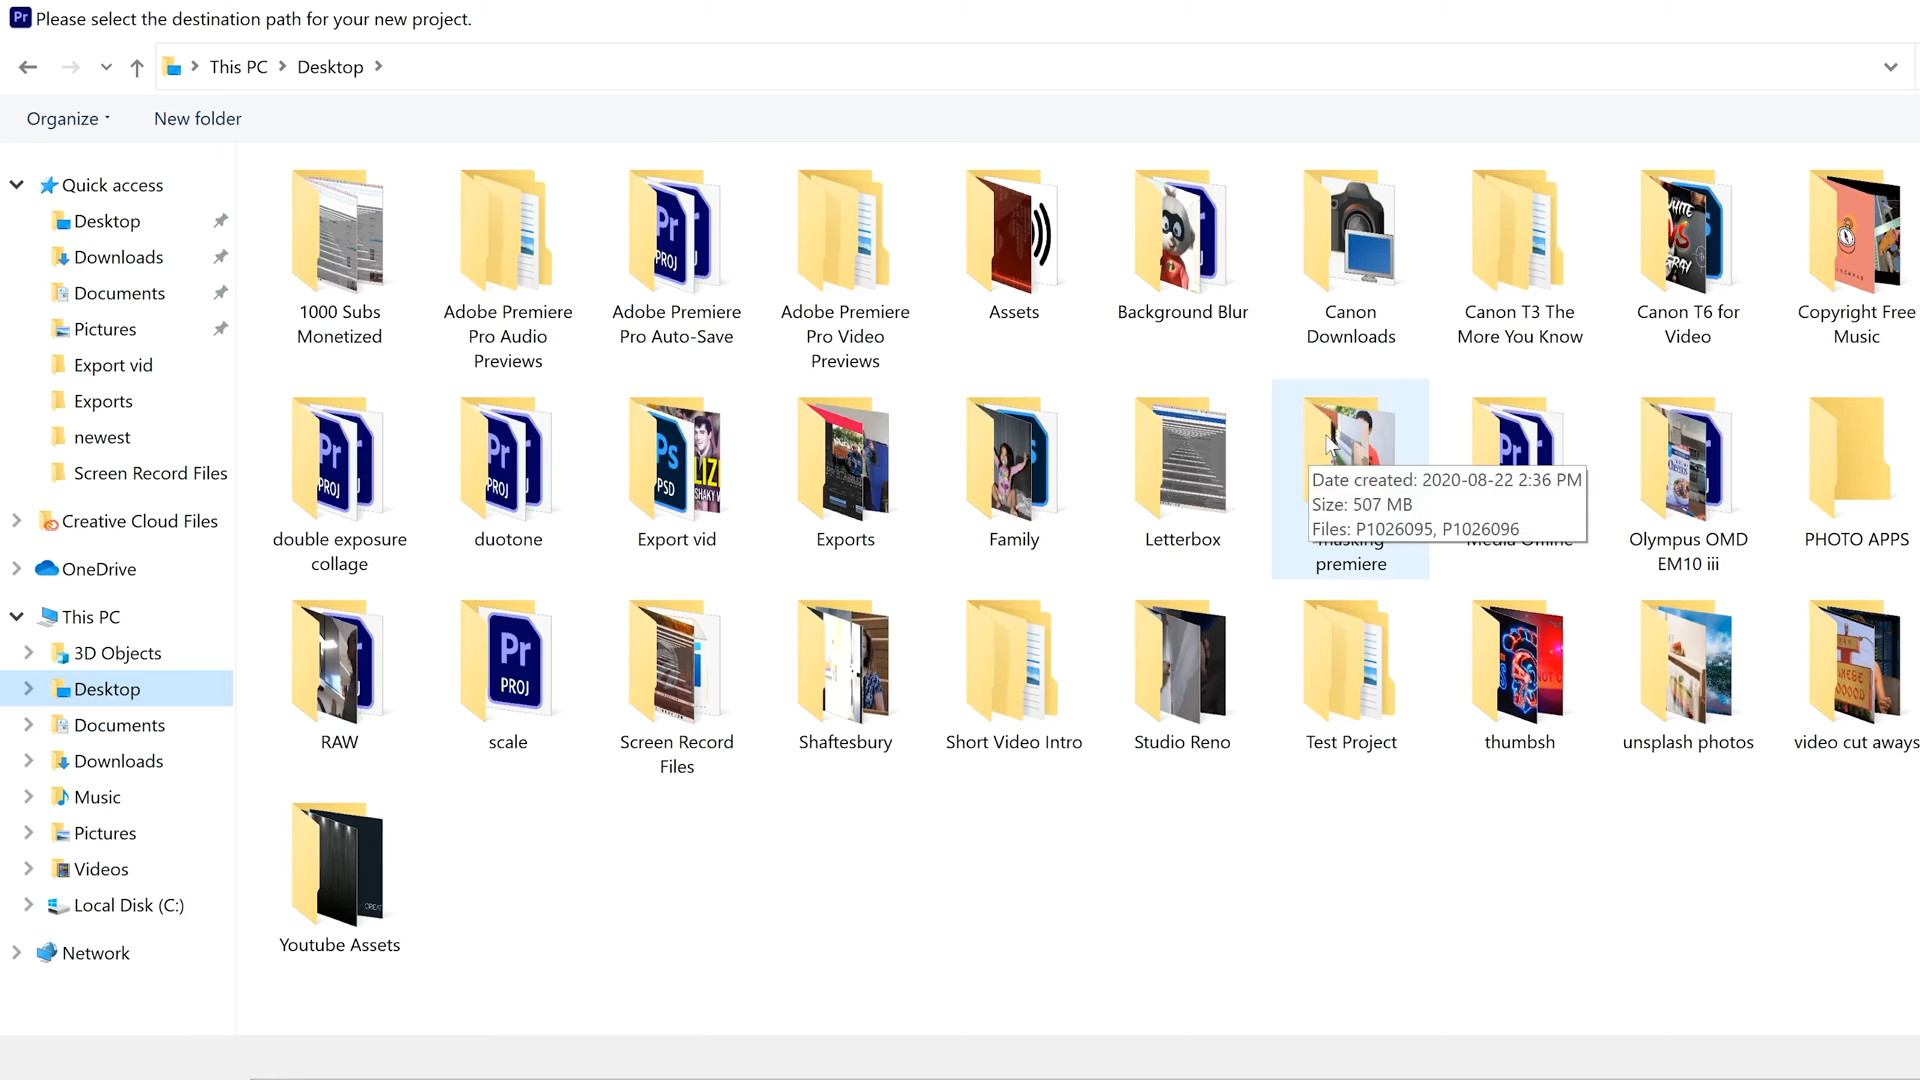 Pr Please select the destination path for your new project.
This PC > Desktop >
Organize New folder
Quick access
Desktop
Downloads
Documents
Pictures
Export vid
Exports
newest
Screen Record Files
Creative Cloud Files
OneDrive
This PC
3D Objects
Desktop
Documents
Downloads
Music
Pictures
Videos
Local Disk (C:)
Network
1000 Subs
Monetized
Adobe Premiere
Pro Audio
Previews
Adobe Premiere
Pro Auto-Save
Adobe Premiere
Pro Video
Previews
Assets
Background Blur
Canon
Downloads
Canon T3 The
More You Know
Canon T6 for
Video
Copyright Free
Music
double exposure
collage
duotone
Export vid
Exports
Family
Letterbox
masking
premiere
Media Offline
Date created: 2020-08-22 2:36 PM
Size: 507 MB
Files: P1026095, P1026096
Olympus OMD
EM10 iii
PHOTO APPS
RAW
scale
Pr
PROJ
Screen Record
Files
Shaftesbury
Short Video Intro
Studio Reno
Test Project
thumbsh
unsplash photos
video cut aways
Youtube Assets